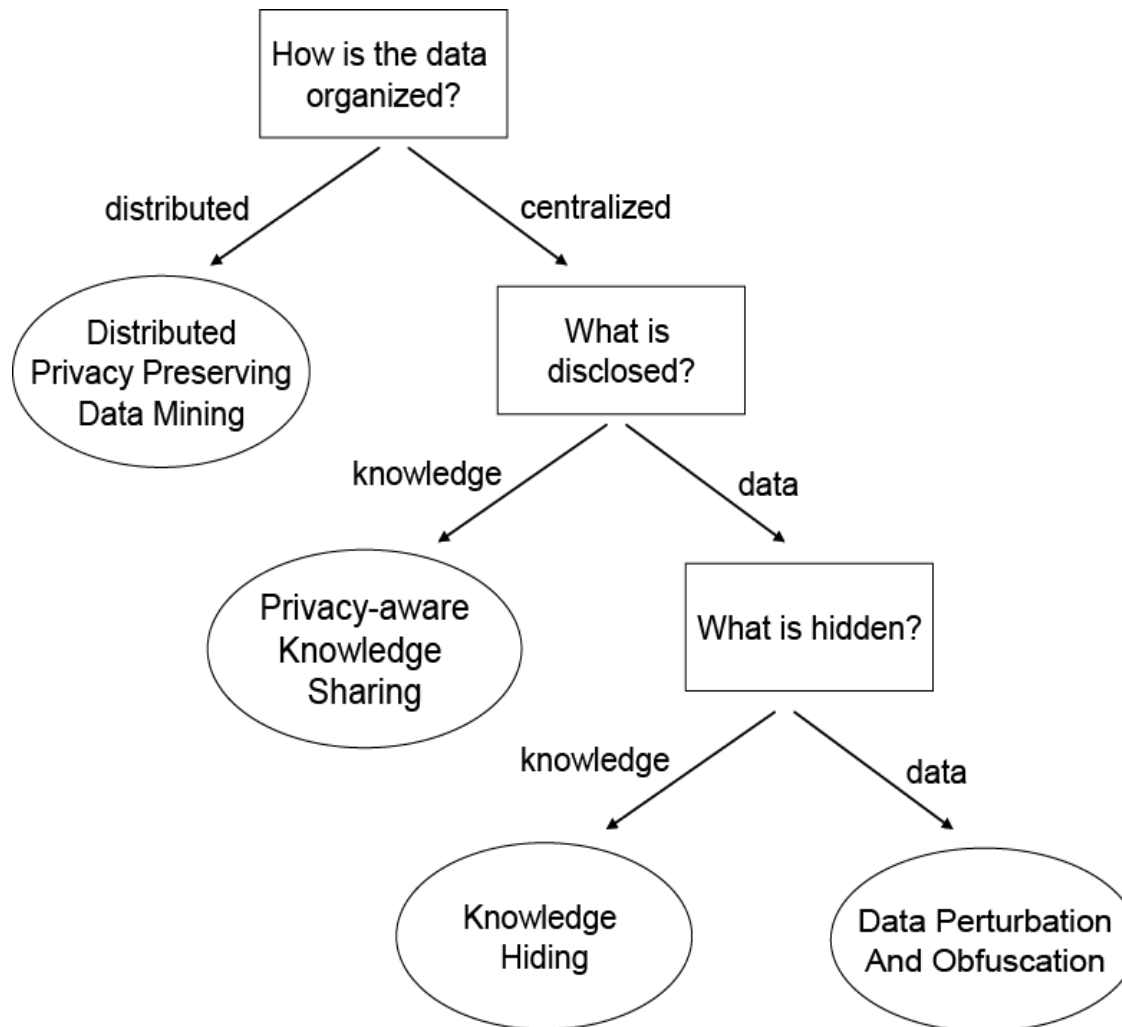 How is the data
organized?
distributed
centralized
Distributed
Privacy Preserving
Data Mining
What is
disclosed?
knowledge
data
Privacy-aware
Knowledge
Sharing
What is hidden?
knowledge
data
Knowledge
Hiding
Data Perturbation
And Obfuscation